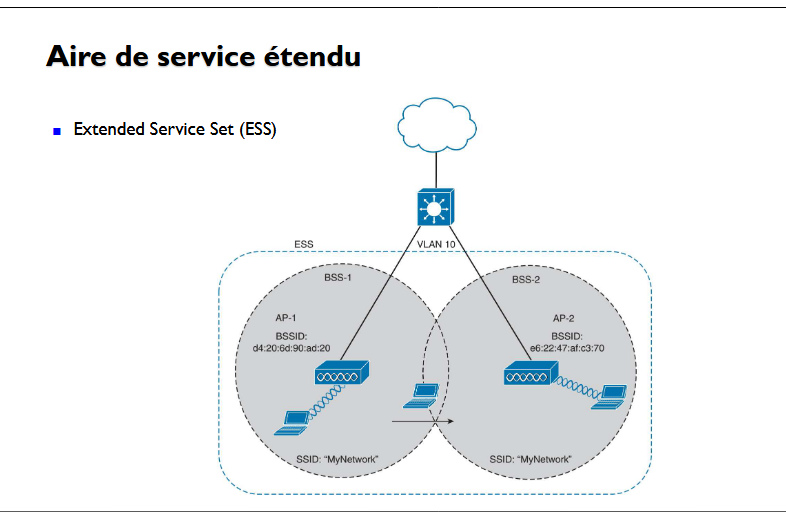 Aire de service étendu
Extended Service Set (ESS)
ESS
VLAN 10
BSS-1
BSS-2
AP-1
BSSID:
d4:20:6d:90:ad:20
AP-2
BSSID:
e6:22:47:af:c3:70
SSID: "MyNetwork"
SSID: "MyNetwork"